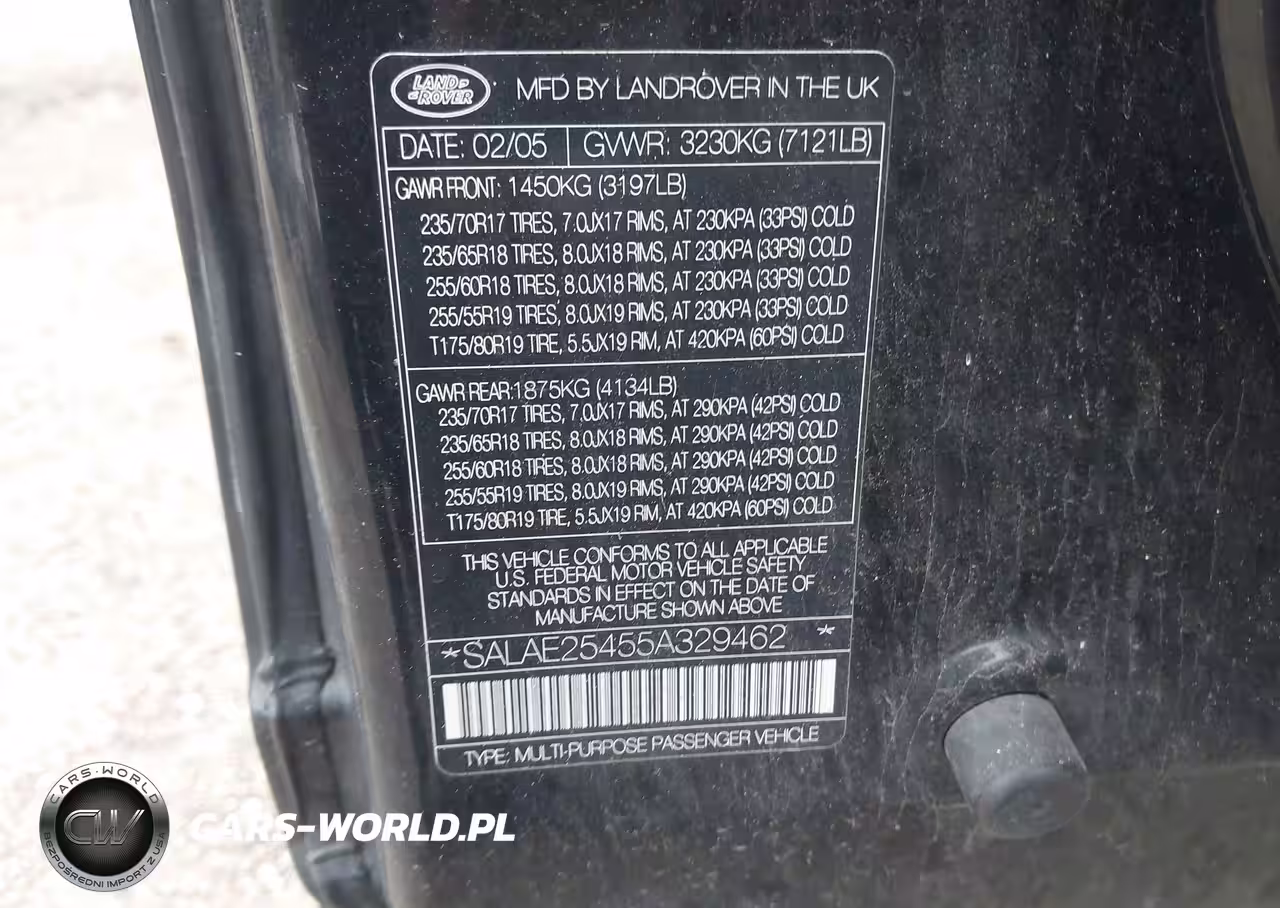 LAND
ROVER
MFD BY LANDROVER IN THE UK
DATE: 02/05 GVWR: 3230KG (7121LB)
GAWR FRONT: 1450KG (3197LB)
235/70R17 TIRES, 7.0JX17 RIMS, AT 230KPA (33PSI) COLD
235/65R18 TIRES, 8.0JX18 RIMS, AT 230KPA (33PSI) COLD
255/60R18 TIRES, 8.0JX18 RIMS, AT 230KPA (33PSI) COLD
255/55R19 TIRES, 8.0JX19 RIMS, AT 230KPA (33PSI) COLD
T175/80R19 TIRE, 5.5JX19 RIM, AT 420KPA (60PSI) COLD
GAWR REAR: 1875KG (4134LB)
235/70R17 TIRES, 7.0JX17 RIMS, AT 290KPA (42PSI) COLD
235/65R18 TIRES, 8.0JX18 RIMS, AT 290KPA (42PSI) COLD
255/60R18 TIRES, 8.0JX18 RIMS, AT 290KPA (42PSI) COLD
255/55R19 TIRES, 8.0JX19 RIMS, AT 290KPA (42PSI) COLD
T175/80R19 TIRE, 5.5JX19 RIM, AT 420KPA (60PSI) COLD
THIS VEHICLE CONFORMS TO ALL APPLICABLE
U.S. FEDERAL MOTOR VEHICLE SAFETY
STANDARDS IN EFFECT ON THE DATE OF
MANUFACTURE SHOWN ABOVE
*SALAE25455A329462 *
TYPE: MULTI-PURPOSE PASSENGER VEHICLE
CARS-WORLD
CW
BEZPOŚREDNI IMPORT Z USA
CARS-WORLD.PL